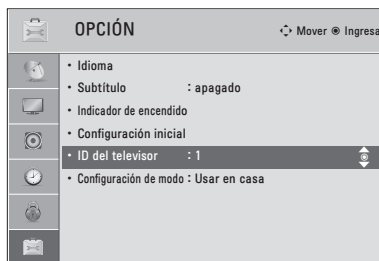 OPCIÓN
Mover ◉ Ingresa
• Idioma
• Subtítulo : apagado
• Indicador de encendido
• Configuración inicial
• ID del televisor : 1
• Configuración de modo : Usar en casa